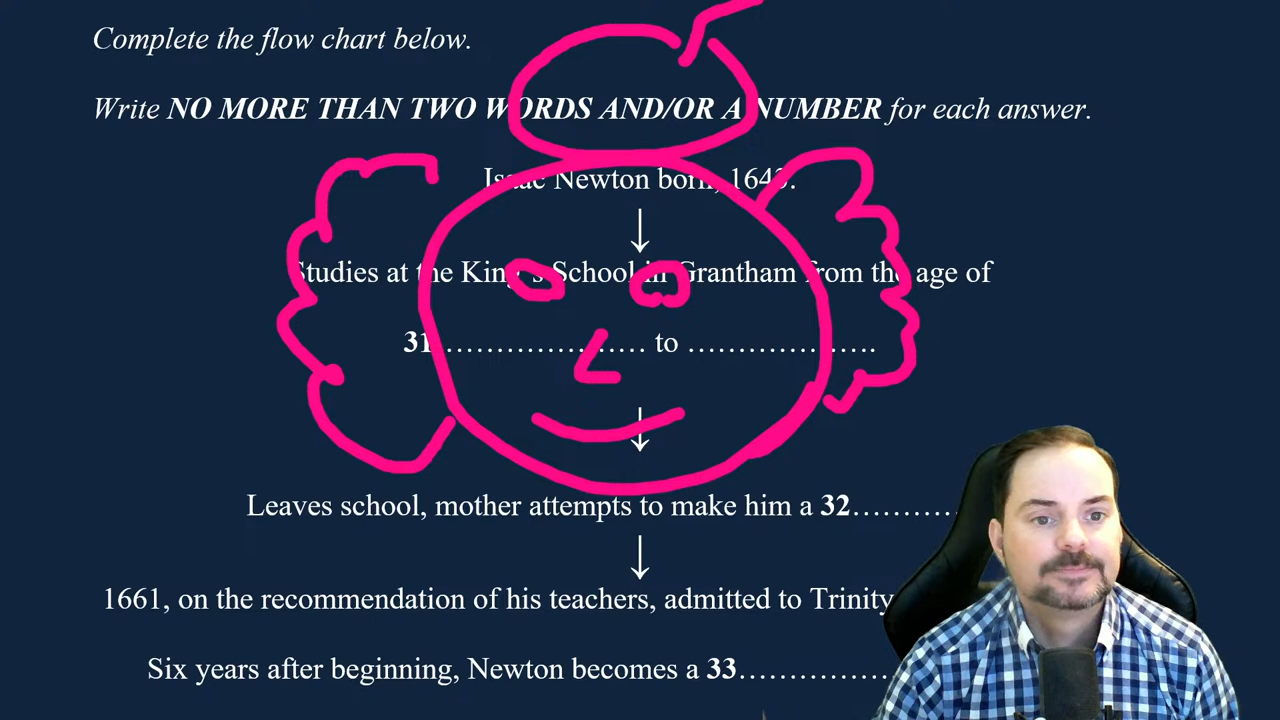 Complete the flow chart below.
Write NO MORE THAN TWO WORDS AND/OR A NUMBER for each answer.
Isaac Newton born, 1643.
Studies at the King's School in Grantham from the age of
31………………… to ……………….
Leaves school, mother attempts to make him a 32……….
1661, on the recommendation of his teachers, admitted to Trinity
Six years after beginning, Newton becomes a 33……………